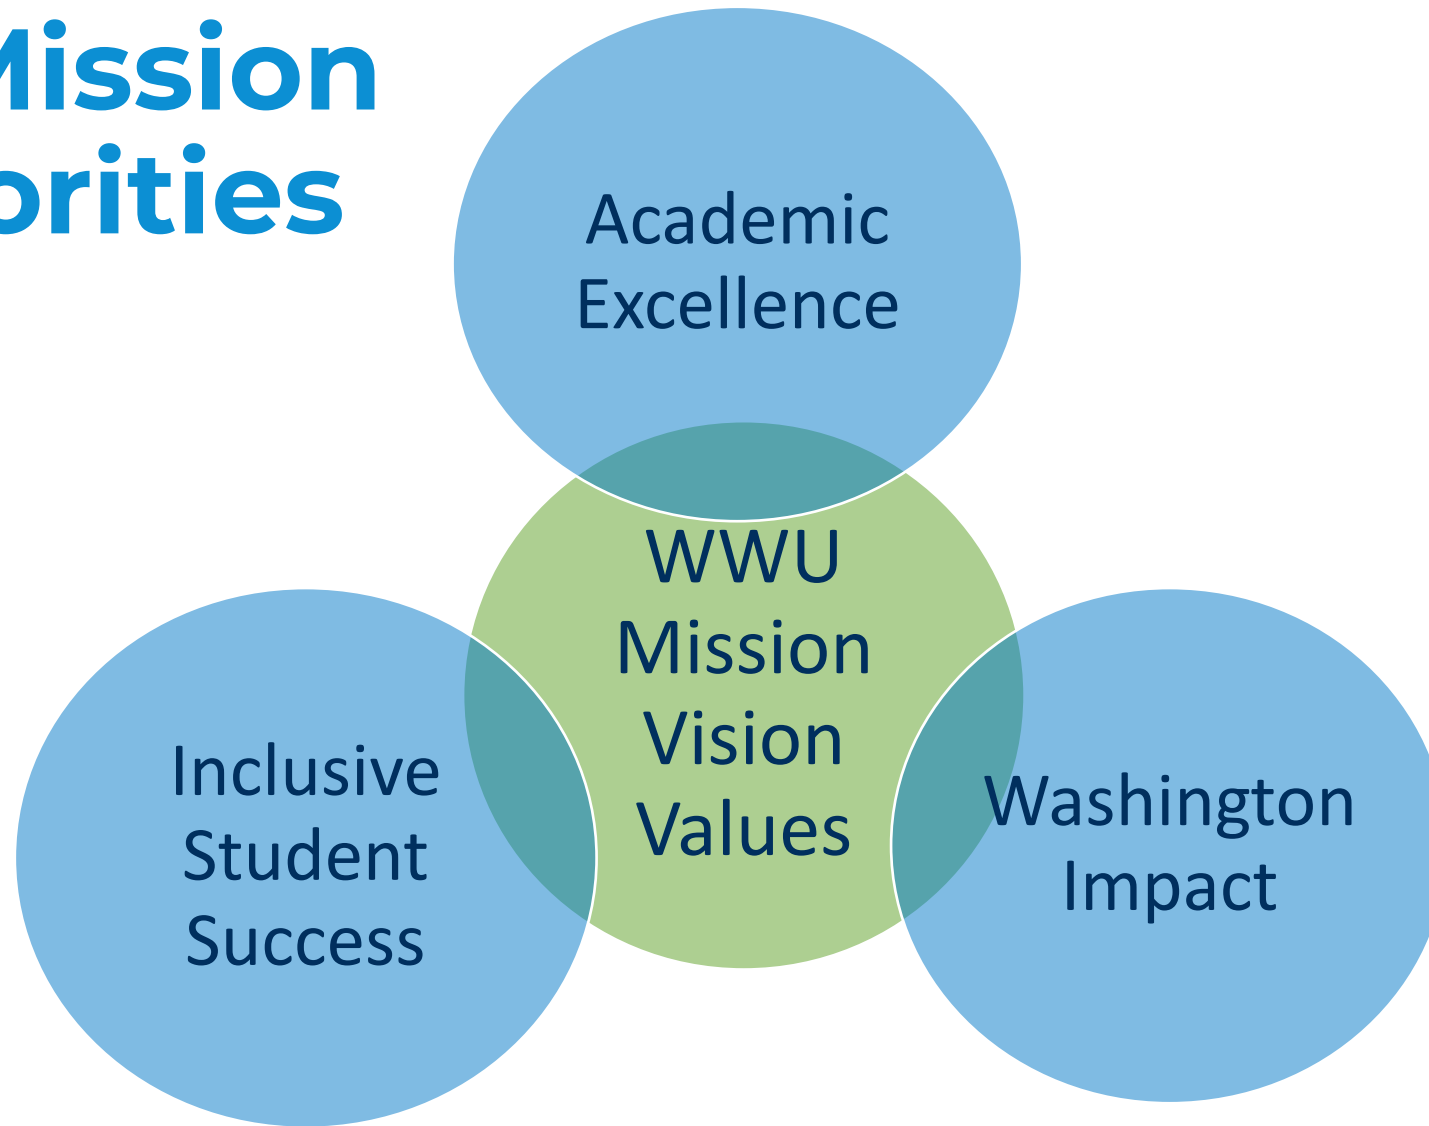 Mission
orities
Academic
Excellence
WWU
Mission
Vision
Values
Inclusive
Student
Success
Washington
Impact